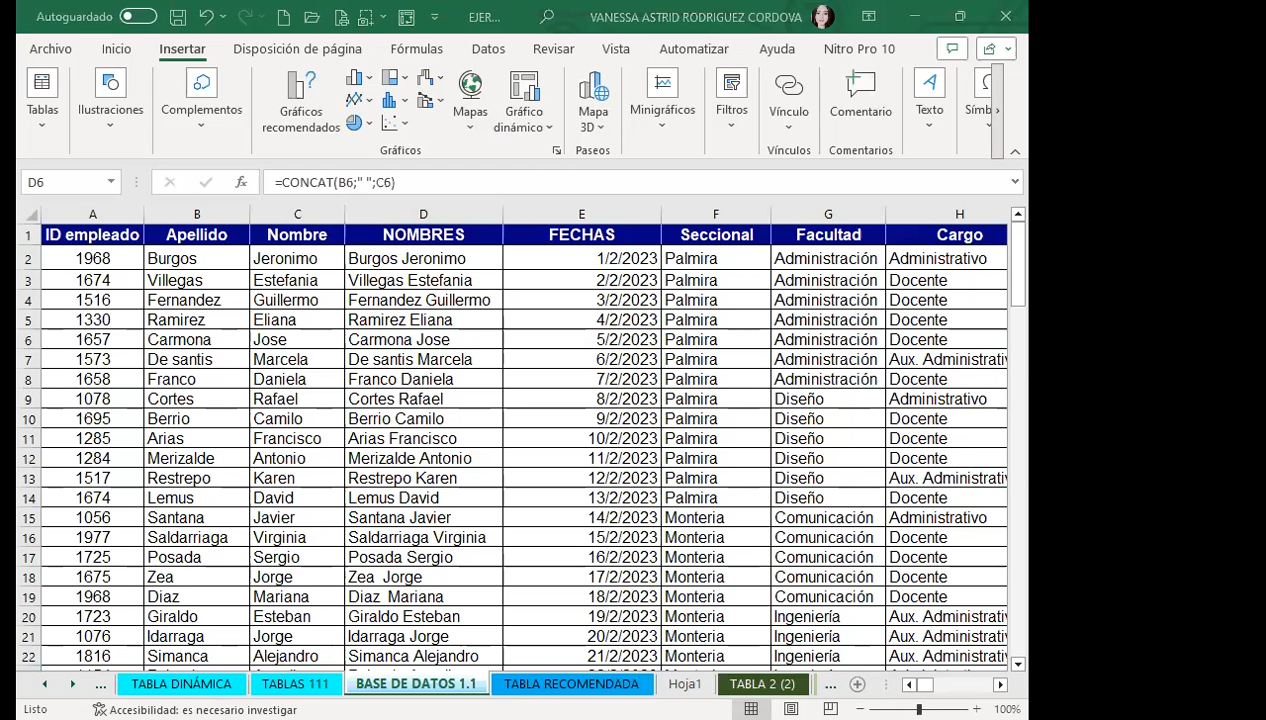 Autoguardado EJER... VANESSA ASTRID RODRIGUEZ CORDOVA
Archivo Inicio Insertar Disposición de página Fórmulas Datos Revisar Vista Automatizar Ayuda Nitro Pro 10
Tablas Ilustraciones Complementos Gráficos recomendados Mapas Gráfico dinámico Mapa 3D Minigráficos Filtros Vínculo Comentario Texto
Gráficos Paseos Vínculos Comentarios
D6 fx =CONCAT(B6;" ";C6)
A B C D E F G H
1 ID empleado Apellido Nombre NOMBRES FECHAS Seccional Facultad Cargo
2 1968 Burgos Jeronimo Burgos Jeronimo 1/2/2023 Palmira Administración Administrativo
3 1674 Villegas Estefania Villegas Estefania 2/2/2023 Palmira Administración Docente
4 1516 Fernandez Guillermo Fernandez Guillermo 3/2/2023 Palmira Administración Docente
5 1330 Ramirez Eliana Ramirez Eliana 4/2/2023 Palmira Administración Docente
6 1657 Carmona Jose Carmona Jose 5/2/2023 Palmira Administración Docente
7 1573 De santis Marcela De santis Marcela 6/2/2023 Palmira Administración Aux. Administrativ
8 1658 Franco Daniela Franco Daniela 7/2/2023 Palmira Administración Docente
9 1078 Cortes Rafael Cortes Rafael 8/2/2023 Palmira Diseño Administrativo
10 1695 Berrio Camilo Berrio Camilo 9/2/2023 Palmira Diseño Docente
11 1285 Arias Francisco Arias Francisco 10/2/2023 Palmira Diseño Docente
12 1284 Merizalde Antonio Merizalde Antonio 11/2/2023 Palmira Diseño Docente
13 1517 Restrepo Karen Restrepo Karen 12/2/2023 Palmira Diseño Aux. Administrativ
14 1674 Lemus David Lemus David 13/2/2023 Palmira Diseño Docente
15 1056 Santana Javier Santana Javier 14/2/2023 Monteria Comunicación Administrativo
16 1977 Saldarriaga Virginia Saldarriaga Virginia 15/2/2023 Monteria Comunicación Docente
17 1725 Posada Sergio Posada Sergio 16/2/2023 Monteria Comunicación Docente
18 1675 Zea Jorge Zea Jorge 17/2/2023 Monteria Comunicación Docente
19 1968 Diaz Mariana Diaz Mariana 18/2/2023 Monteria Comunicación Docente
20 1723 Giraldo Esteban Giraldo Esteban 19/2/2023 Monteria Ingeniería Aux. Administrativ
21 1076 Idarraga Jorge Idarraga Jorge 20/2/2023 Monteria Ingeniería Aux. Administrativ
22 1816 Simanca Alejandro Simanca Alejandro 21/2/2023 Monteria Ingeniería Aux. Administrativ
... TABLA DINÁMICA TABLAS 111 BASE DE DATOS 1.1 TABLA RECOMENDADA Hoja1 TABLA 2 (2) ...
Listo Accesibilidad: es necesario investigar 100%